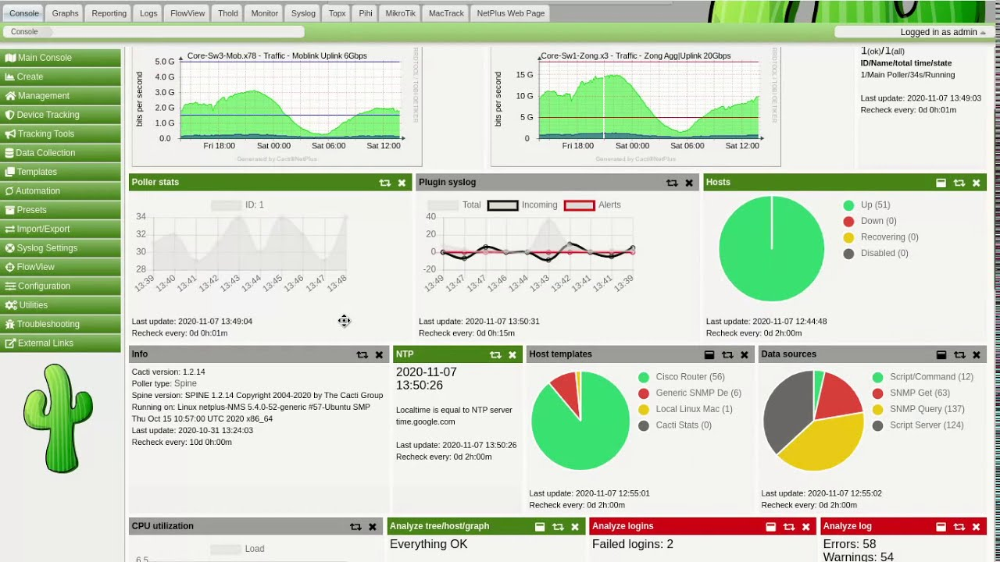 Console Graphs Reporting Logs FlowView Thold Monitor Syslog Topx Pihi MikroTik MacTrack NetPlus Web Page
Console
Logged in as admin
Main Console
Create
Management
Device Tracking
Tracking Tools
Data Collection
Templates
Automation
Presets
Import/Export
Syslog Settings
FlowView
Configuration
Utilities
Troubleshooting
External Links
Core-Sw3-Mob.x78 - Traffic - Moblink Uplink 6Gbps
bits per second
5.0 G
4.0 G
3.0 G
2.0 G
1.0 G
0.0
Fri 18:00 Sat 00:00 Sat 06:00 Sat 12:00
RRDTOOL / TOBI OETIKER
Generated by Cacti®NetPlus
Core-Sw1-Zong.x3 - Traffic - Zong Agg|Uplink 20Gbps
bits per second
15 G
10 G
5 G
0
Fri 18:00 Sat 00:00 Sat 06:00 Sat 12:00
RRDTOOL / TOBI OETIKER
Generated by Cacti®NetPlus
1(ok)/1(all)
ID/Name/total time/state
1/Main Poller/34s/Running
Last update: 2020-11-07 13:49:03
Recheck every: 0d 0h:01m
Poller stats
ID: 1
34
32
30
28
13:39 13:40 13:41 13:42 13:43 13:44 13:45 13:46 13:47 13:48
Last update: 2020-11-07 13:49:04
Recheck every: 0d 0h:01m
Plugin syslog
Total Incoming Alerts
40
20
0
-20
13:49 13:47 13:47 13:46 13:44 13:43 13:42 13:41 13:41 13:39
Last update: 2020-11-07 13:50:31
Recheck every: 0d 0h:15m
Hosts
Up (51)
Down (0)
Recovering (0)
Disabled (0)
Last update: 2020-11-07 12:44:48
Recheck every: 0d 2h:00m
Info
Cacti version: 1.2.14
Poller type: Spine
Spine version: SPINE 1.2.14 Copyright 2004-2020 by The Cacti Group
Running on: Linux netplus-NMS 5.4.0-52-generic #57-Ubuntu SMP
Thu Oct 15 10:57:00 UTC 2020 x86_64
Last update: 2020-10-31 13:24:03
Recheck every: 10d 0h:00m
NTP
2020-11-07
13:50:26
Localtime is equal to NTP server
time.google.com
Last update: 2020-11-07 13:50:26
Recheck every: 0d 2h:00m
Host templates
Cisco Router (56)
Generic SNMP De (6)
Local Linux Mac (1)
Cacti Stats (0)
Last update: 2020-11-07 12:55:01
Recheck every: 0d 2h:00m
Data sources
Script/Command (12)
SNMP Get (63)
SNMP Query (137)
Script Server (124)
Last update: 2020-11-07 12:55:02
Recheck every: 0d 2h:00m
CPU utilization
Load
6.5
Analyze tree/host/graph
Everything OK
Analyze logins
Failed logins: 2
Analyze log
Errors: 58
Warnings: 54